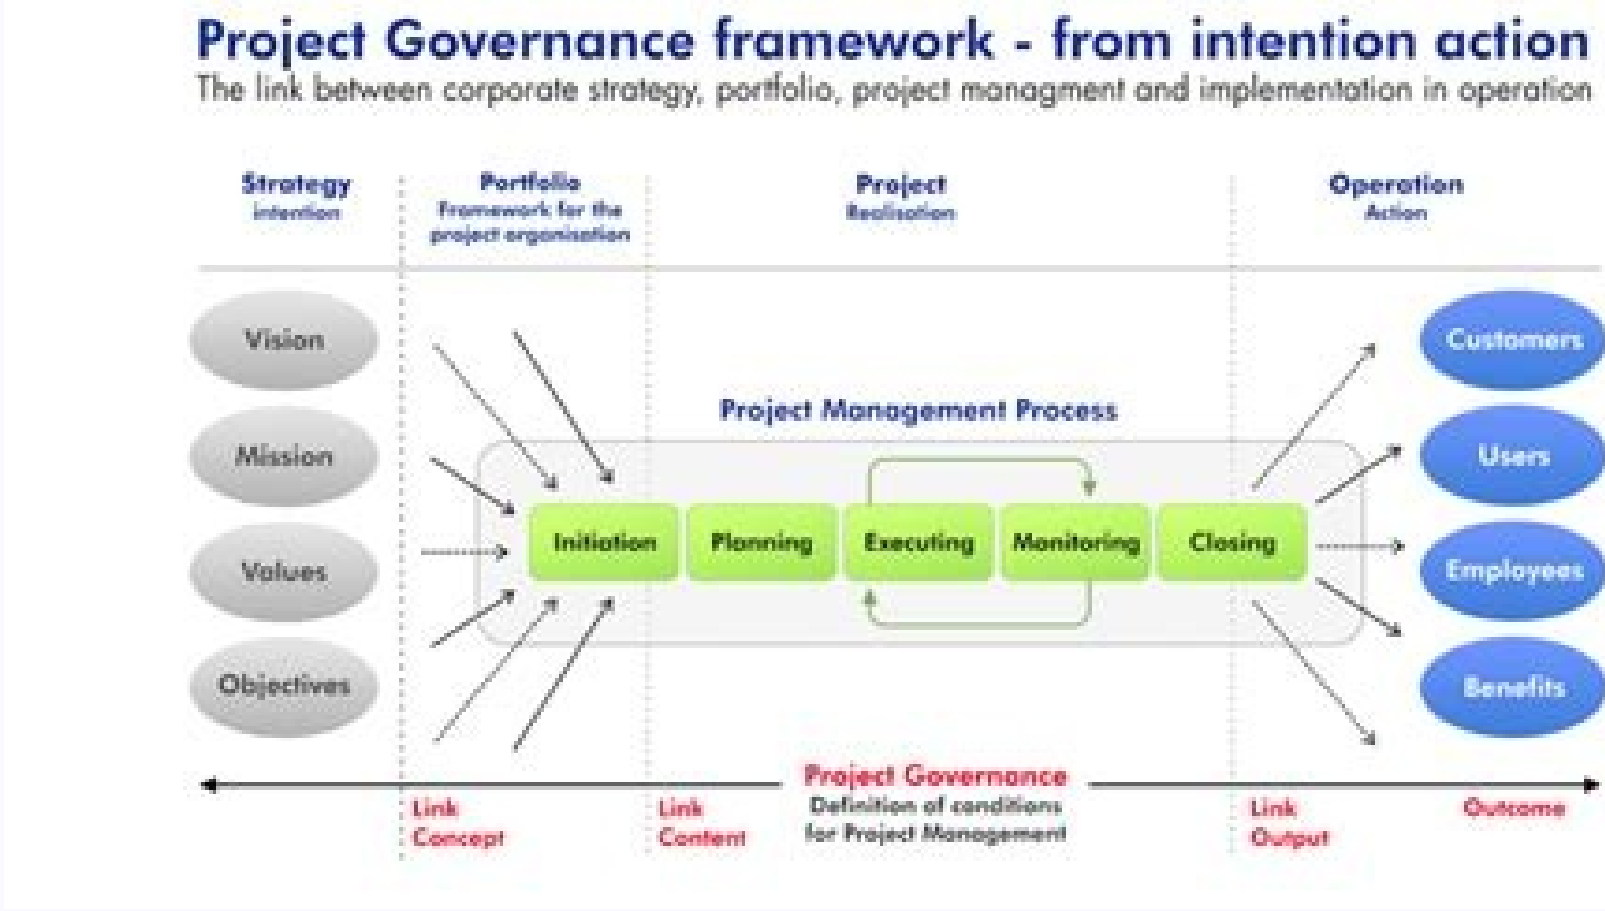 Project Governance framework - from intention action
The link between corporate strategy, portfolio, project managment and implementation in operation
Strategy
intention
Portfolio
Framework for the
project organisation
Project
Realisation
Operation
Action
Vision
Mission
Values
Objectives
Project Management Process
Initiation
Planning
Executing
Monitoring
Closing
Customers
Users
Employees
Benefits
Project Governance
Definition of conditions
for Project Management
Link
Concept
Link
Content
Link
Output
Outcome